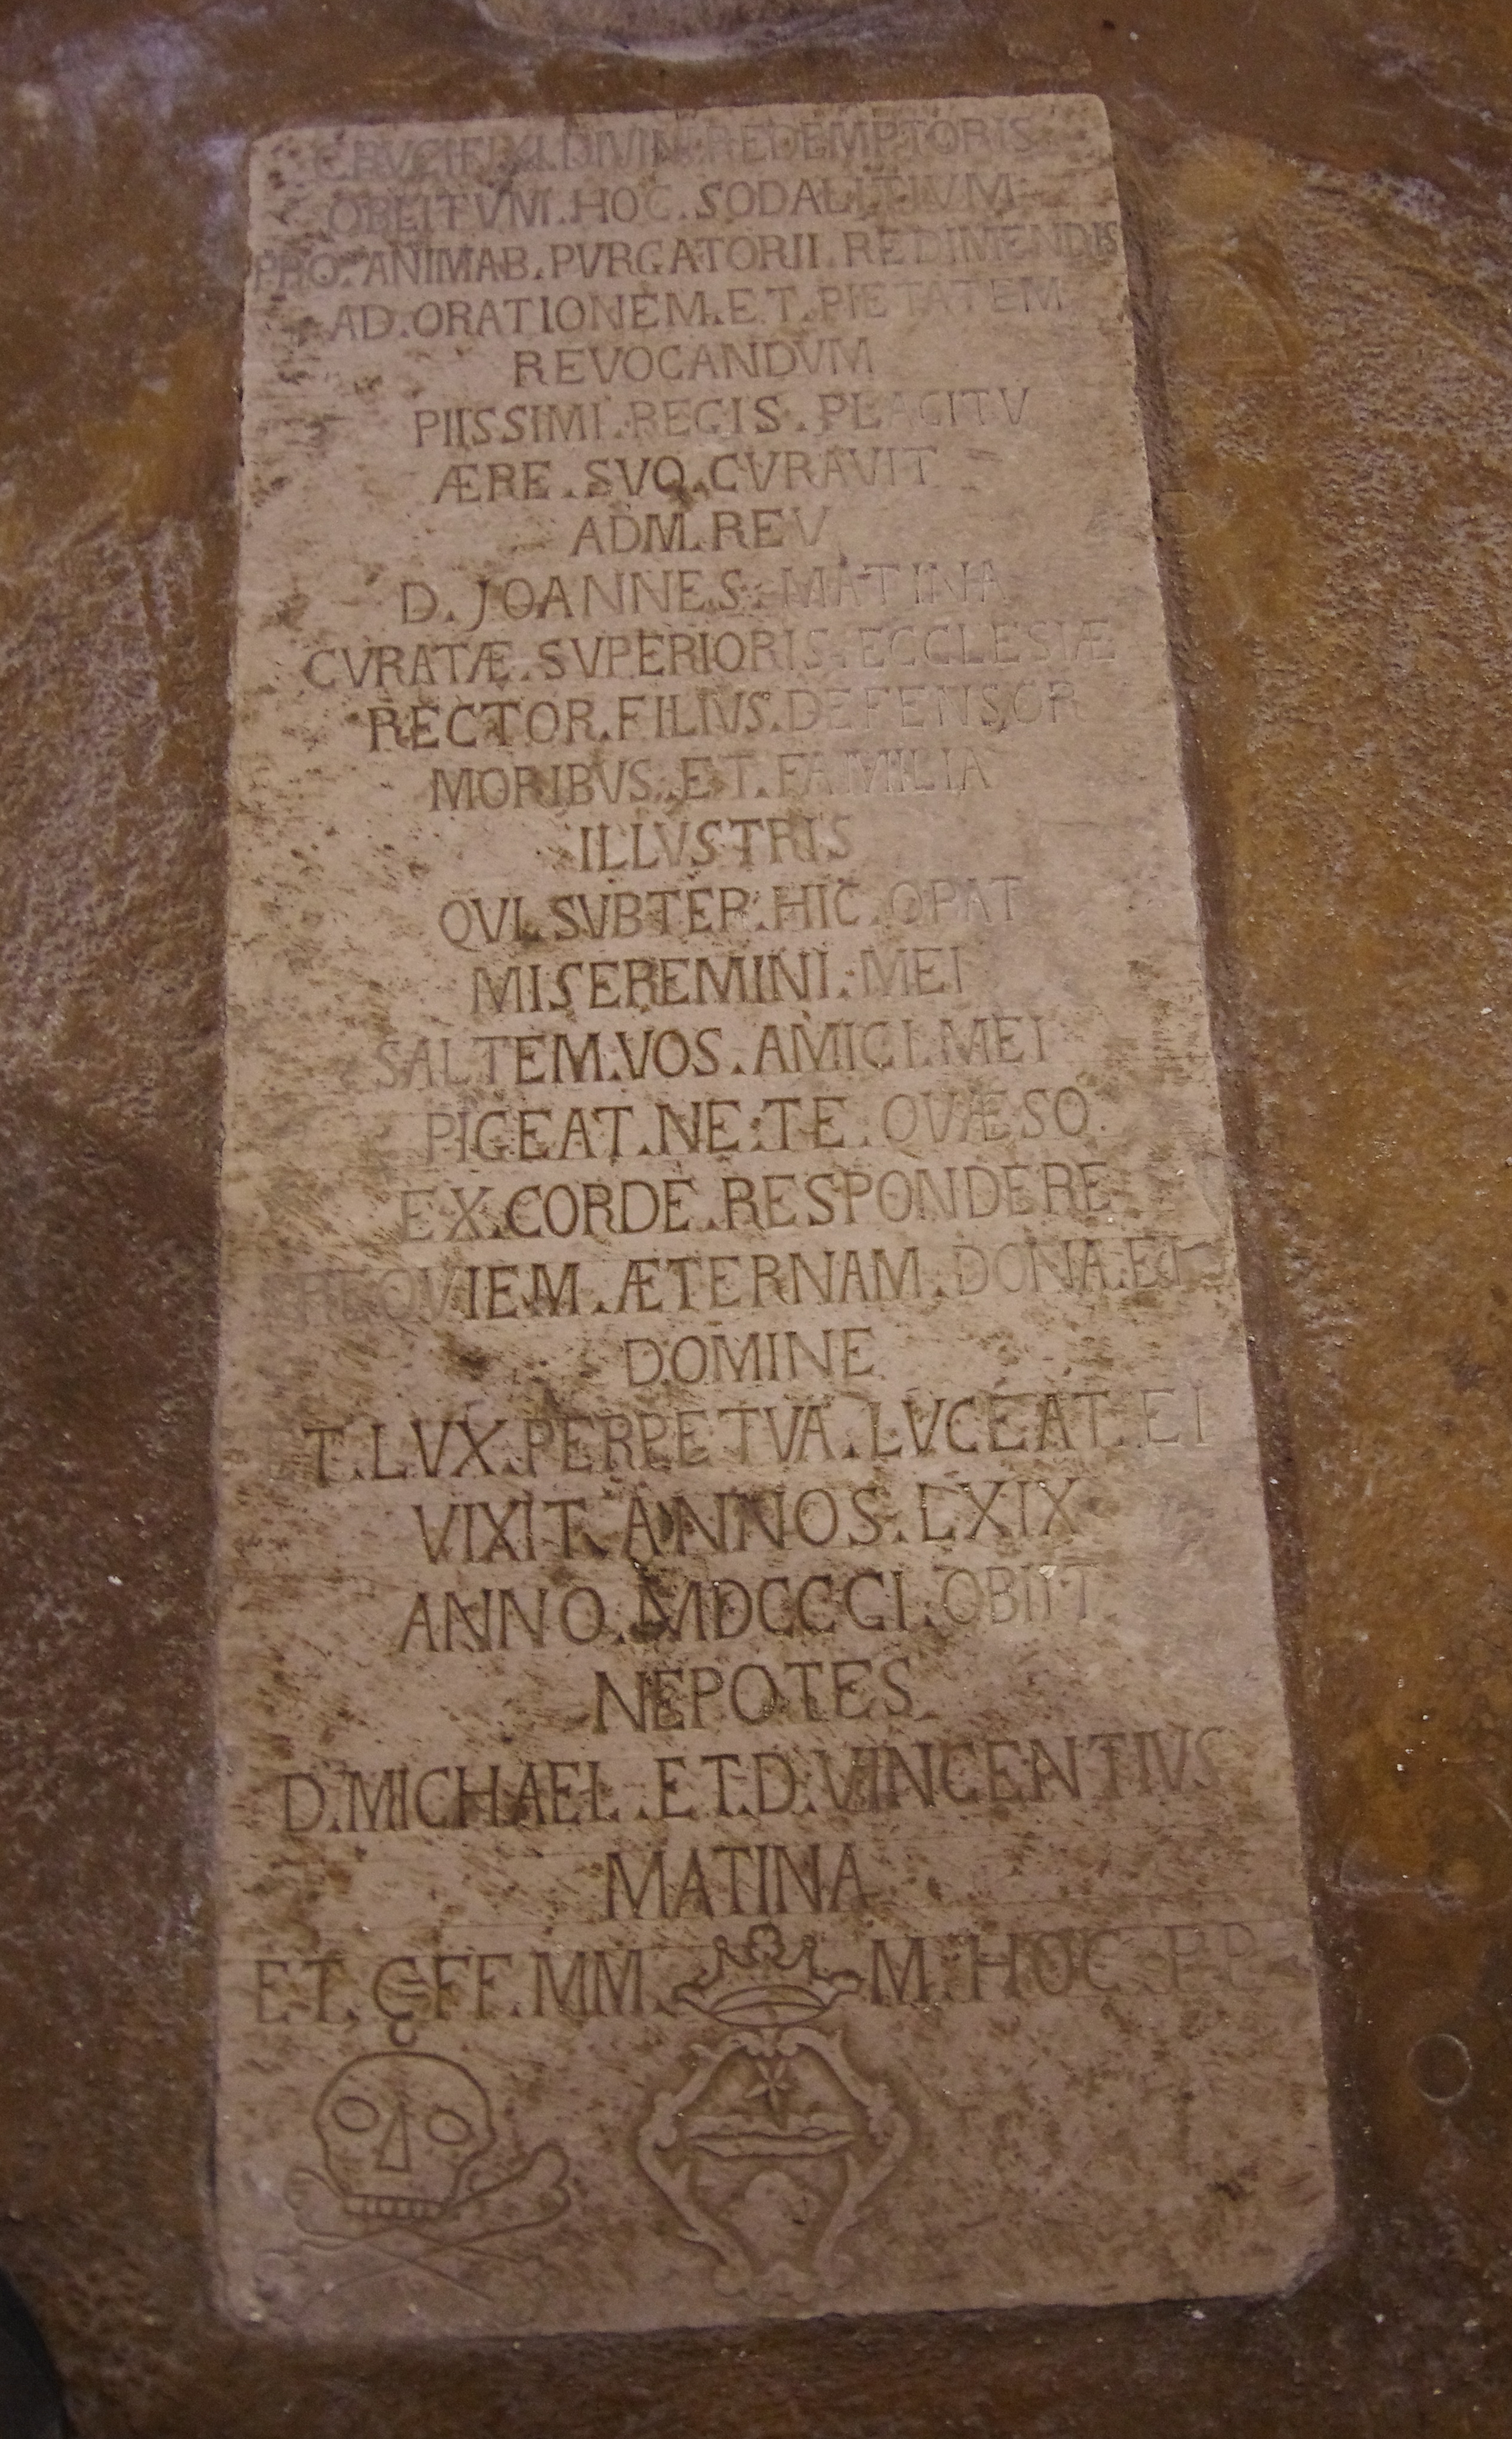 CRVCIFIXI.DIVIN.REDEMPTORIS
OBLITVM.HOC.SODALITIVM
PRO.ANIMAB.PVRGATORII.REDIMENDIS
AD.ORATIONEM.ET.PIETATEM
REVOCANDVM
PIISSIMI.REGIS.PLACITV
ÆRE.SVO.CVRAVIT
ADM.REV
D.JOANNES.MATINA
CVRATÆ.SVPERIORIS.ECCLESIÆ
RECTOR.FILIVS.DEFENSOR
MORIBVS.ET.FAMILIA
ILLVSTRIS
QVI.SVBTER.HIC.OPAT
MISEREMINI.MEI
SALTEM.VOS.AMICI.MEI
PIGEAT.NE.TE.QVÆSO
EX.CORDE.RESPONDERE
REQVIEM.ÆTERNAM.DONA.EI
DOMINE
ET.LVX.PERPETVA.LVCEAT.EI
VIXIT.ANNOS.LXIX
ANNO.MDCCCI.OBIIT
NEPOTES
D.MICHAEL.ET.D.VINCENTIVS
MATINA
ET. FF.MM. M.HOC.PP